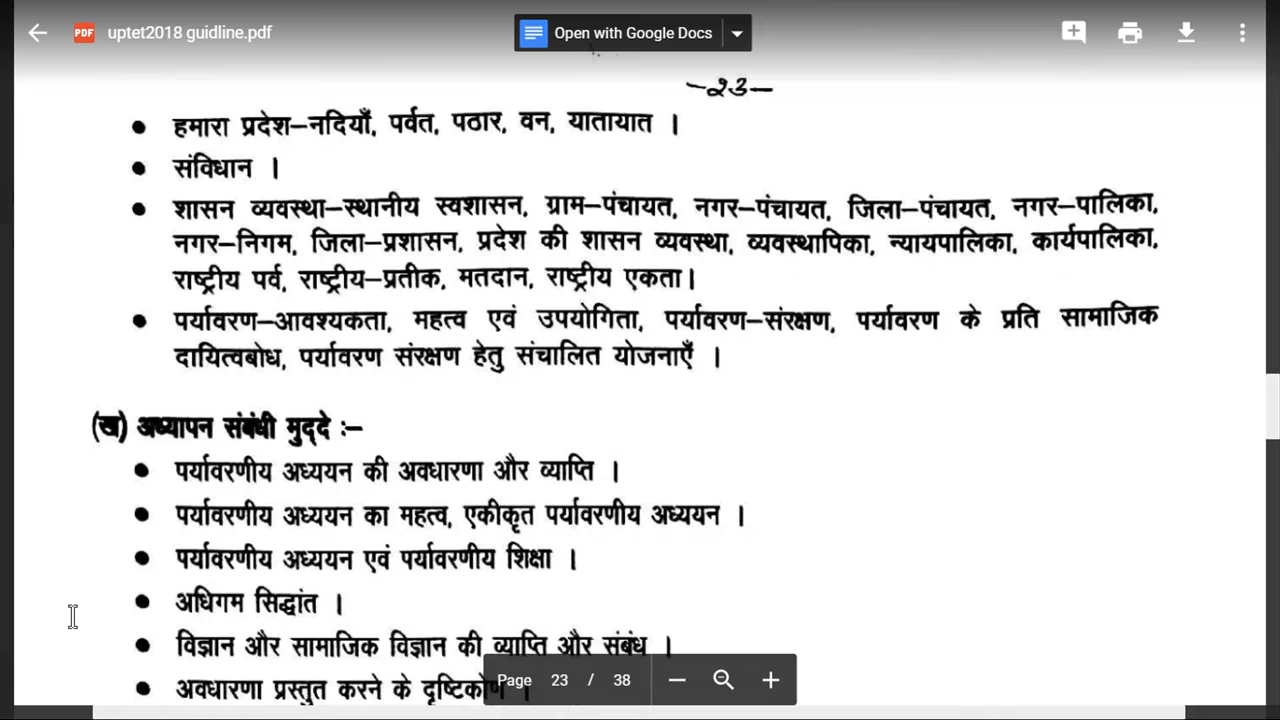 PDF uptet2018 guidline.pdf
Open with Google Docs
–23–
• हमारा प्रदेश–नदियाँ, पर्वत, पठार, वन, यातायात ।
• संविधान ।
• शासन व्यवस्था–स्थानीय स्वशासन, ग्राम–पंचायत, नगर–पंचायत, जिला–पंचायत, नगर–पालिका,
नगर–निगम, जिला–प्रशासन, प्रदेश की शासन व्यवस्था, व्यवस्थापिका, न्यायपालिका, कार्यपालिका,
राष्ट्रीय पर्व, राष्ट्रीय–प्रतीक, मतदान, राष्ट्रीय एकता।
• पर्यावरण–आवश्यकता, महत्व एवं उपयोगिता, पर्यावरण–संरक्षण, पर्यावरण के प्रति सामाजिक
दायित्वबोध, पर्यावरण संरक्षण हेतु संचालित योजनाएँ ।
(ख) अध्यापन संबंधी मुद्दे :–
• पर्यावरणीय अध्ययन की अवधारणा और व्याप्ति ।
• पर्यावरणीय अध्ययन का महत्व, एकीकृत पर्यावरणीय अध्ययन ।
• पर्यावरणीय अध्ययन एवं पर्यावरणीय शिक्षा ।
• अधिगम सिद्धांत ।
• विज्ञान और सामाजिक विज्ञान की व्याप्ति और संबंध ।
• अवधारणा प्रस्तुत करने के दृष्टिकोण ।
Page 23 / 38